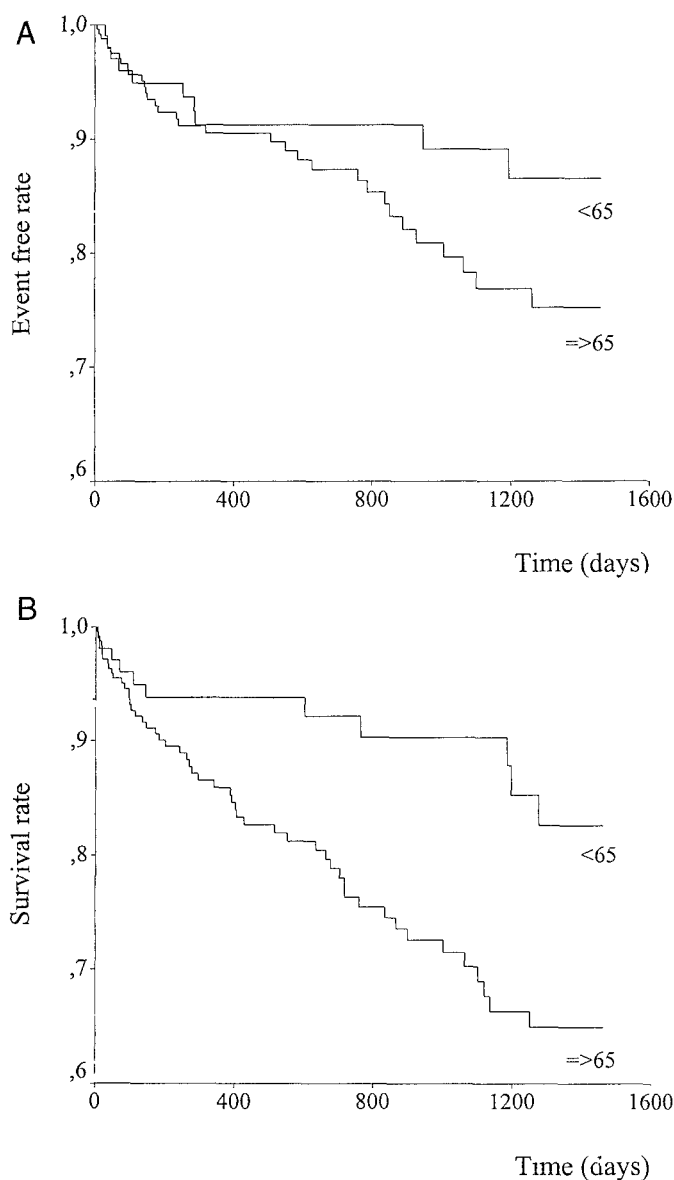 A
1,0
,9
,8
,7
,6
Event free rate
<65
=>65
0 400 800 1200 1600
Time (days)
B
1,0
,9
,8
,7
,6
Survival rate
<65
=>65
0 400 800 1200 1600
Time (days)